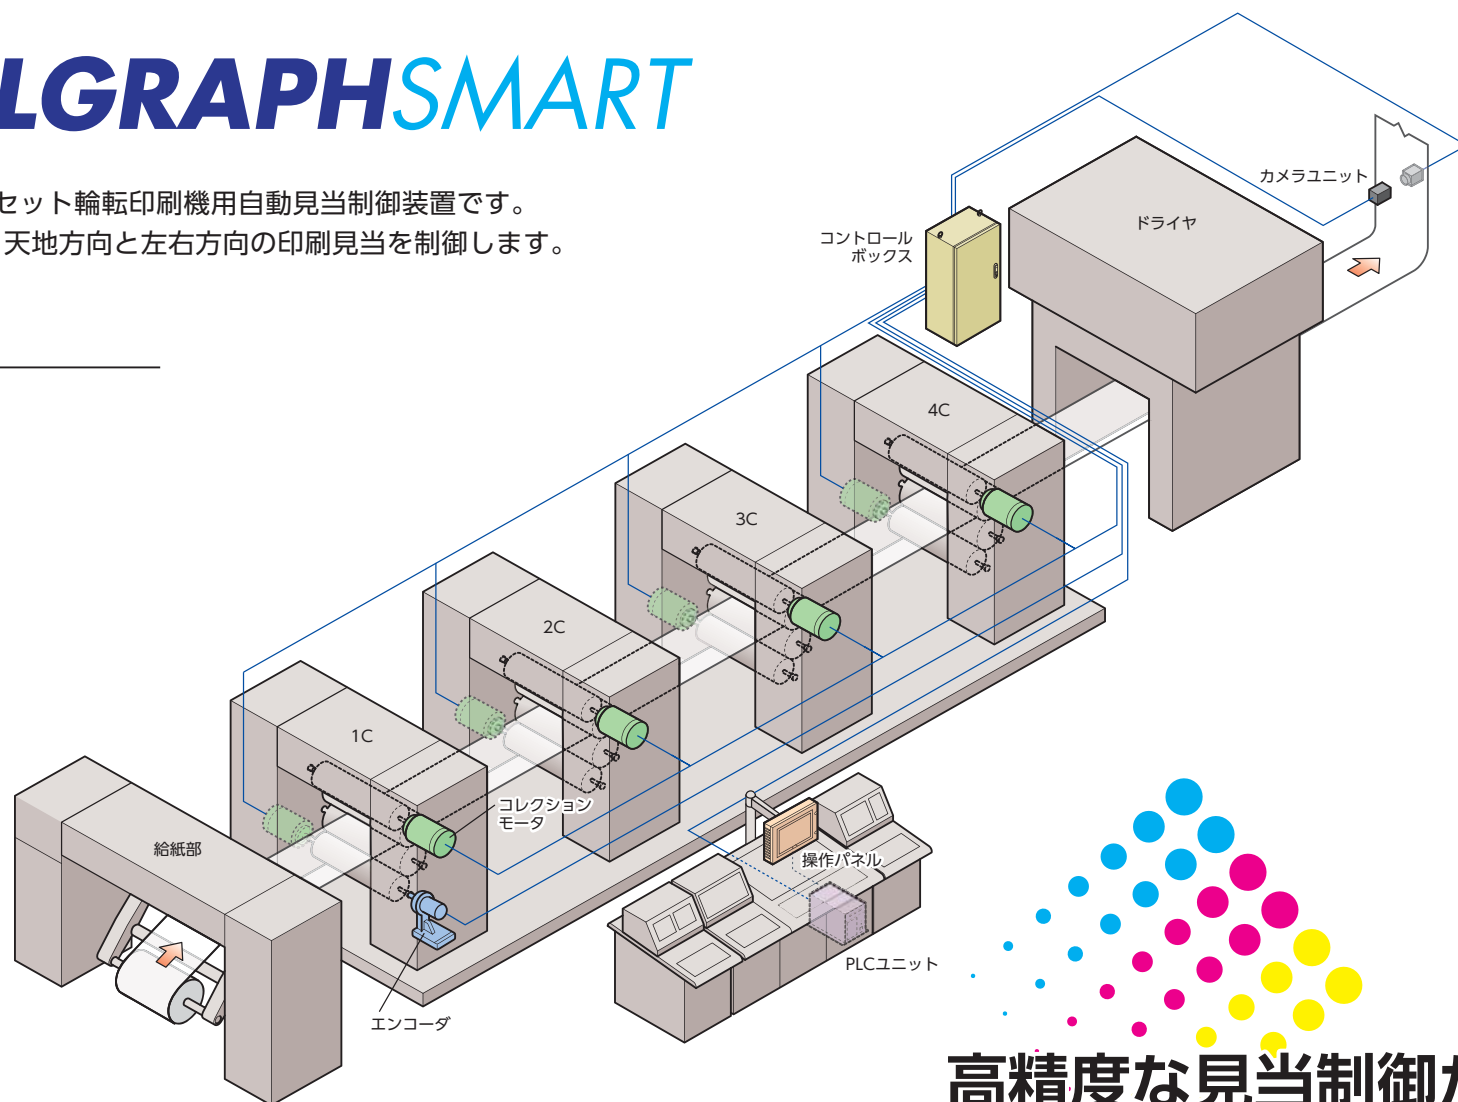 LGRAPHSMART
セット輪転印刷機用自動見当制御装置です。
天地方向と左右方向の印刷見当を制御します。
カメラユニット
ドライヤ
コントロール
ボックス
4C
3C
2C
1C
コレクション
モータ
給紙部
操作パネル
PLCユニット
エンコーダ
高精度な見当制御が